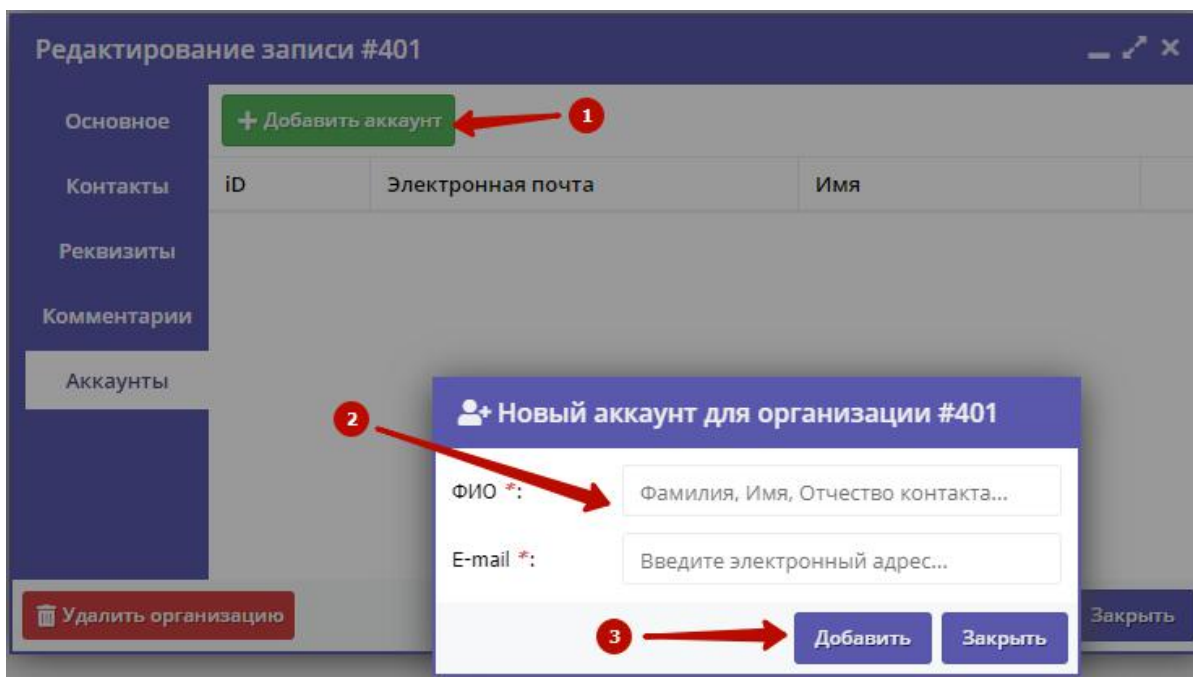 Редактирование записи #401
Основное
+ Добавить аккаунт
1
Контакты
iD
Электронная почта
Имя
Реквизиты
Комментарии
Аккаунты
2
Новый аккаунт для организации #401
ФИО *:
Фамилия, Имя, Отчество контакта...
E-mail *:
Введите электронный адрес...
Удалить организацию
3
Добавить
Закрыть
Закрыть